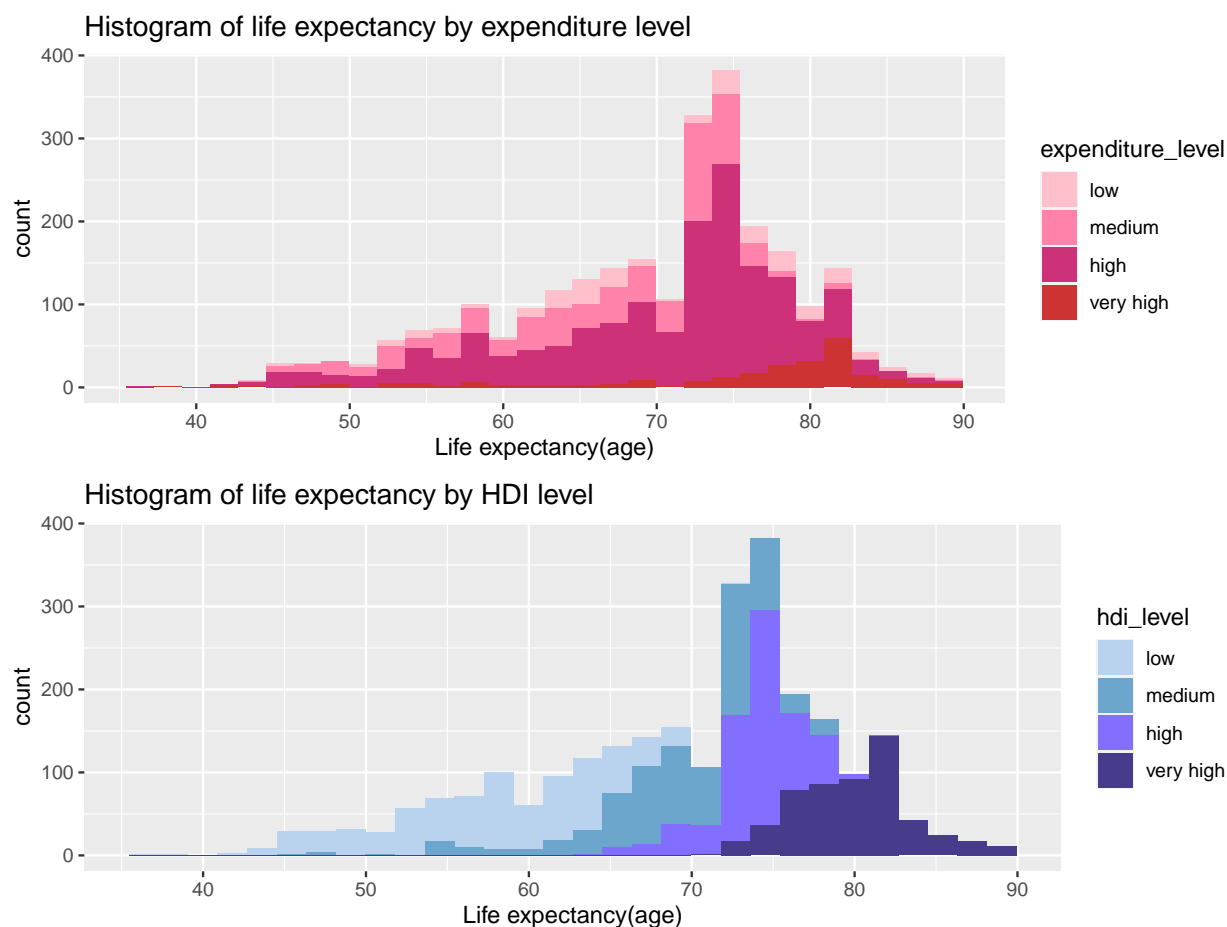 Histogram of life expectancy by expenditure level
400
300
200
100
0
count
40 50 60 70 80 90
Life expectancy(age)
expenditure_level
low
medium
high
very high
Histogram of life expectancy by HDI level
400
300
200
100
0
count
40 50 60 70 80 90
Life expectancy(age)
hdi_level
low
medium
high
very high